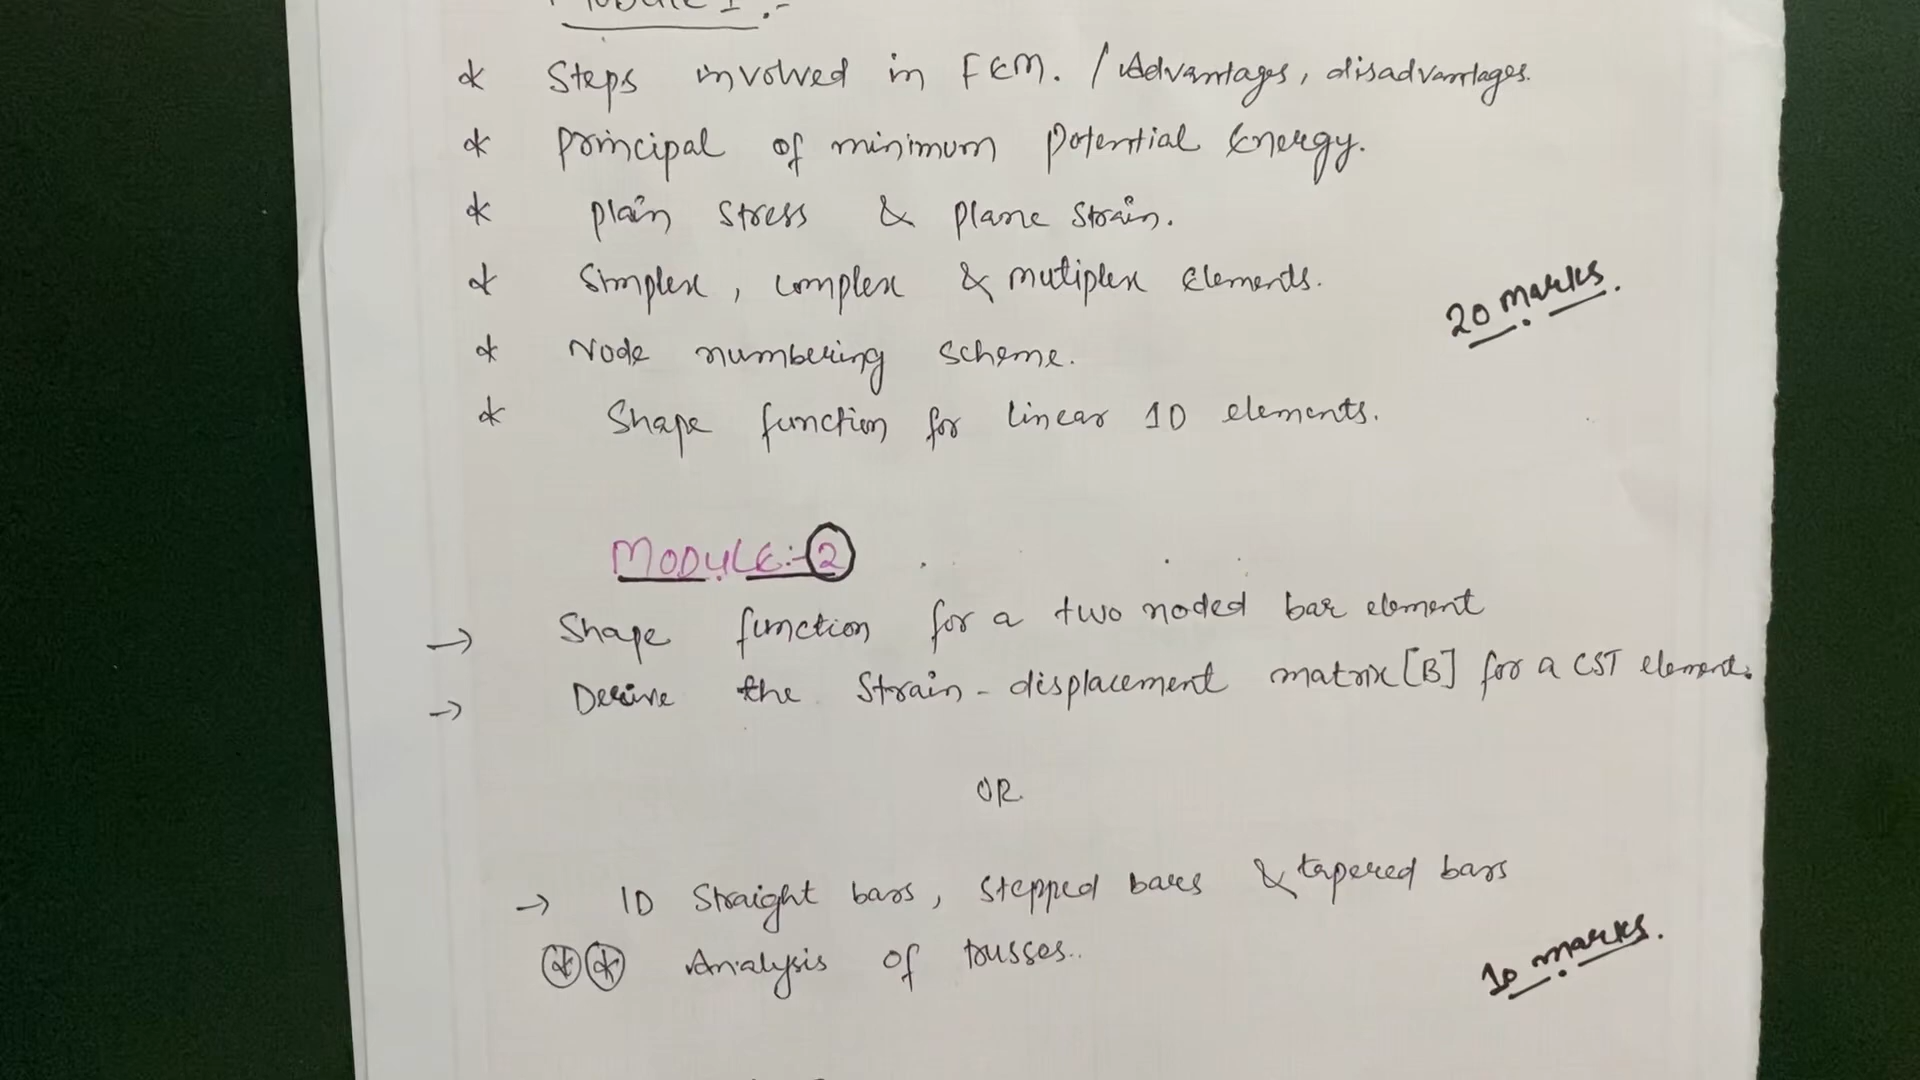 Module 1 :-
* Steps involved in FEM. / Advantages, disadvantages.
* principal of minimum potential Energy.
* plain stress & plane strain.
* Simplex, complex & mutiplex Elements.
20 marks.
* Node numbering scheme.
* Shape function for linear 1D elements.
MODULE:-2
→ Shape function for a two noded bar element
→ Derive the Strain-displacement matrix [B] for a CST element.
OR
→ 1D Straight bars, stepped bars & tapered bars
** Analysis of trusses..
10 marks.